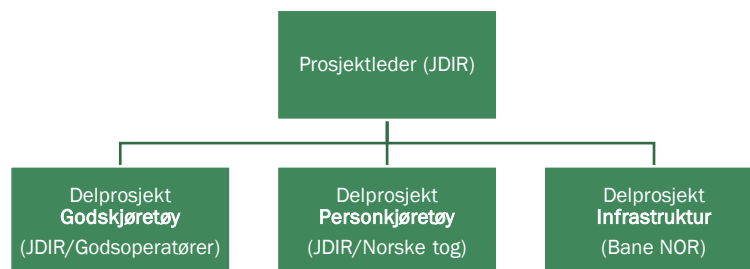 Prosjektleder (JDIR)
Delprosjekt
Godskjøretøy
(JDIR/Godsoperatører)
Delprosjekt
Personkjøretøy
(JDIR/Norske tog)
Delprosjekt
Infrastruktur
(Bane NOR)